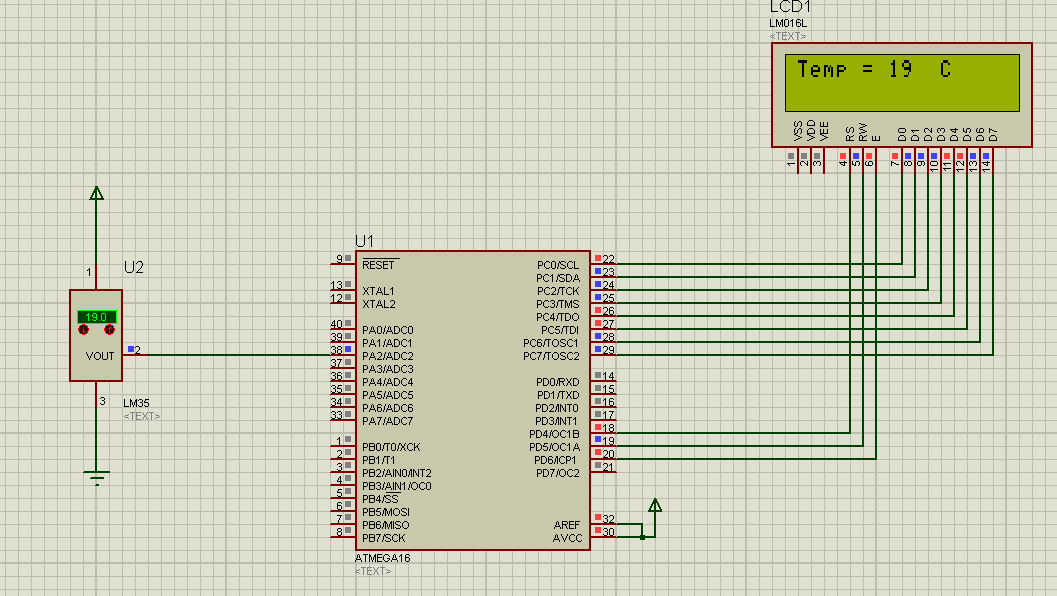 LCD1
LM016L
<TEXT>
Temp = 19 C
VSS
VDD
VEE
RS
RW
E
D0
D1
D2
D3
D4
D5
D6
D7
1
2
3
4
5
6
7
8
9
10
11
12
13
14
U2
1
19.0
VOUT
2
3
LM35
<TEXT>
U1
9 RESET PC0/SCL 22
PC1/SDA 23
13 XTAL1 PC2/TCK 24
12 XTAL2 PC3/TMS 25
PC4/TDO 26
40 PA0/ADC0 PC5/TDI 27
39 PA1/ADC1 PC6/TOSC1 28
38 PA2/ADC2 PC7/TOSC2 29
37 PA3/ADC3
36 PA4/ADC4 PD0/RXD 14
35 PA5/ADC5 PD1/TXD 15
34 PA6/ADC6 PD2/INT0 16
33 PA7/ADC7 PD3/INT1 17
PD4/OC1B 18
1 PB0/T0/XCK PD5/OC1A 19
2 PB1/T1 PD6/ICP1 20
3 PB2/AIN0/INT2 PD7/OC2 21
4 PB3/AIN1/OC0
5 PB4/SS
6 PB5/MOSI
7 PB6/MISO AREF 32
8 PB7/SCK AVCC 30
ATMEGA16
<TEXT>